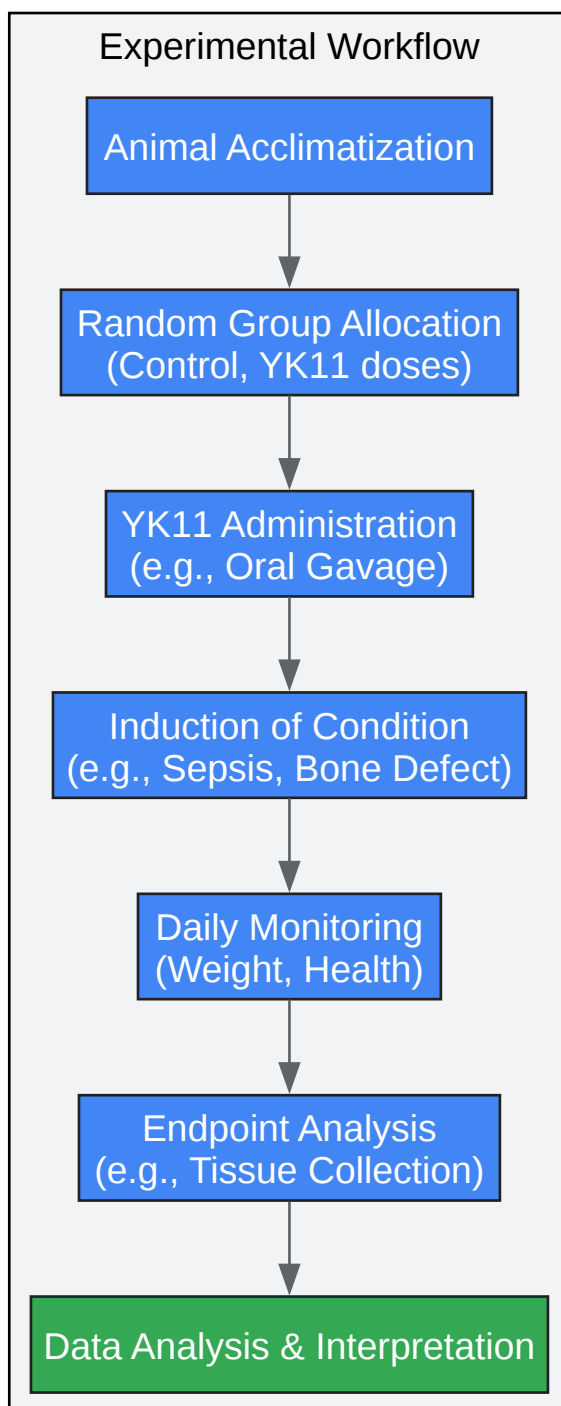 Experimental Workflow
Animal Acclimatization
Random Group Allocation
(Control, YK11 doses)
YK11 Administration
(e.g., Oral Gavage)
Induction of Condition
(e.g., Sepsis, Bone Defect)
Daily Monitoring
(Weight, Health)
Endpoint Analysis
(e.g., Tissue Collection)
Data Analysis & Interpretation